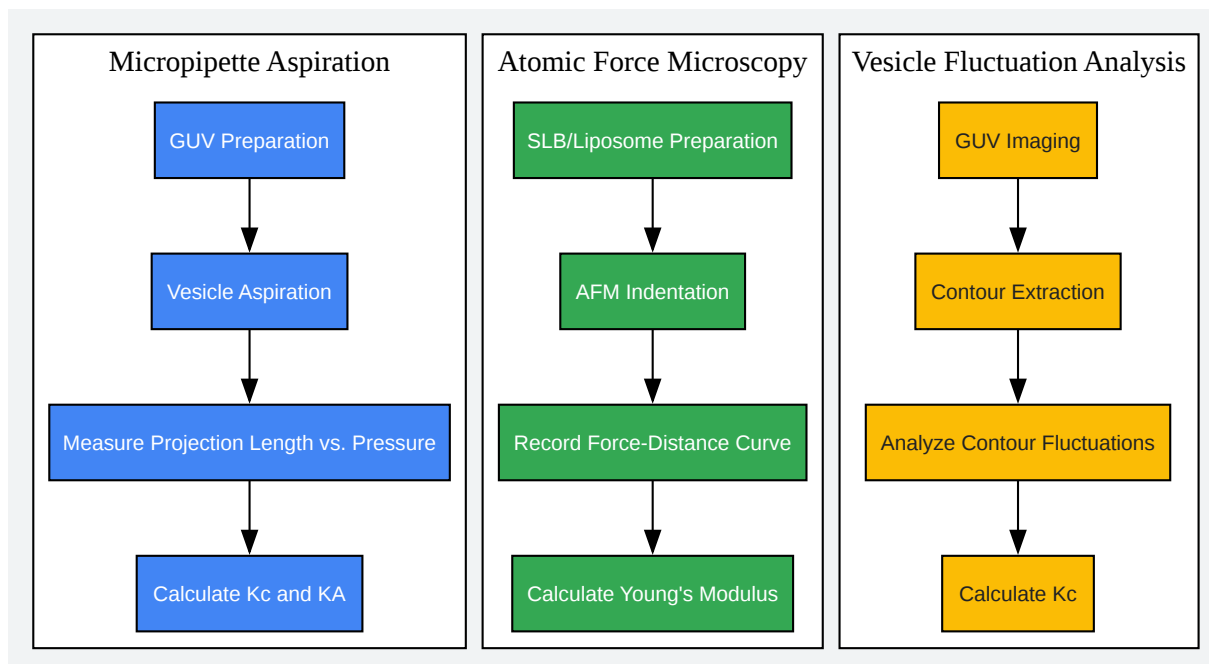 Micropipette Aspiration
GUV Preparation
Vesicle Aspiration
Measure Projection Length vs. Pressure
Calculate Kc and KA
Atomic Force Microscopy
SLB/Liposome Preparation
AFM Indentation
Record Force-Distance Curve
Calculate Young's Modulus
Vesicle Fluctuation Analysis
GUV Imaging
Contour Extraction
Analyze Contour Fluctuations
Calculate Kc